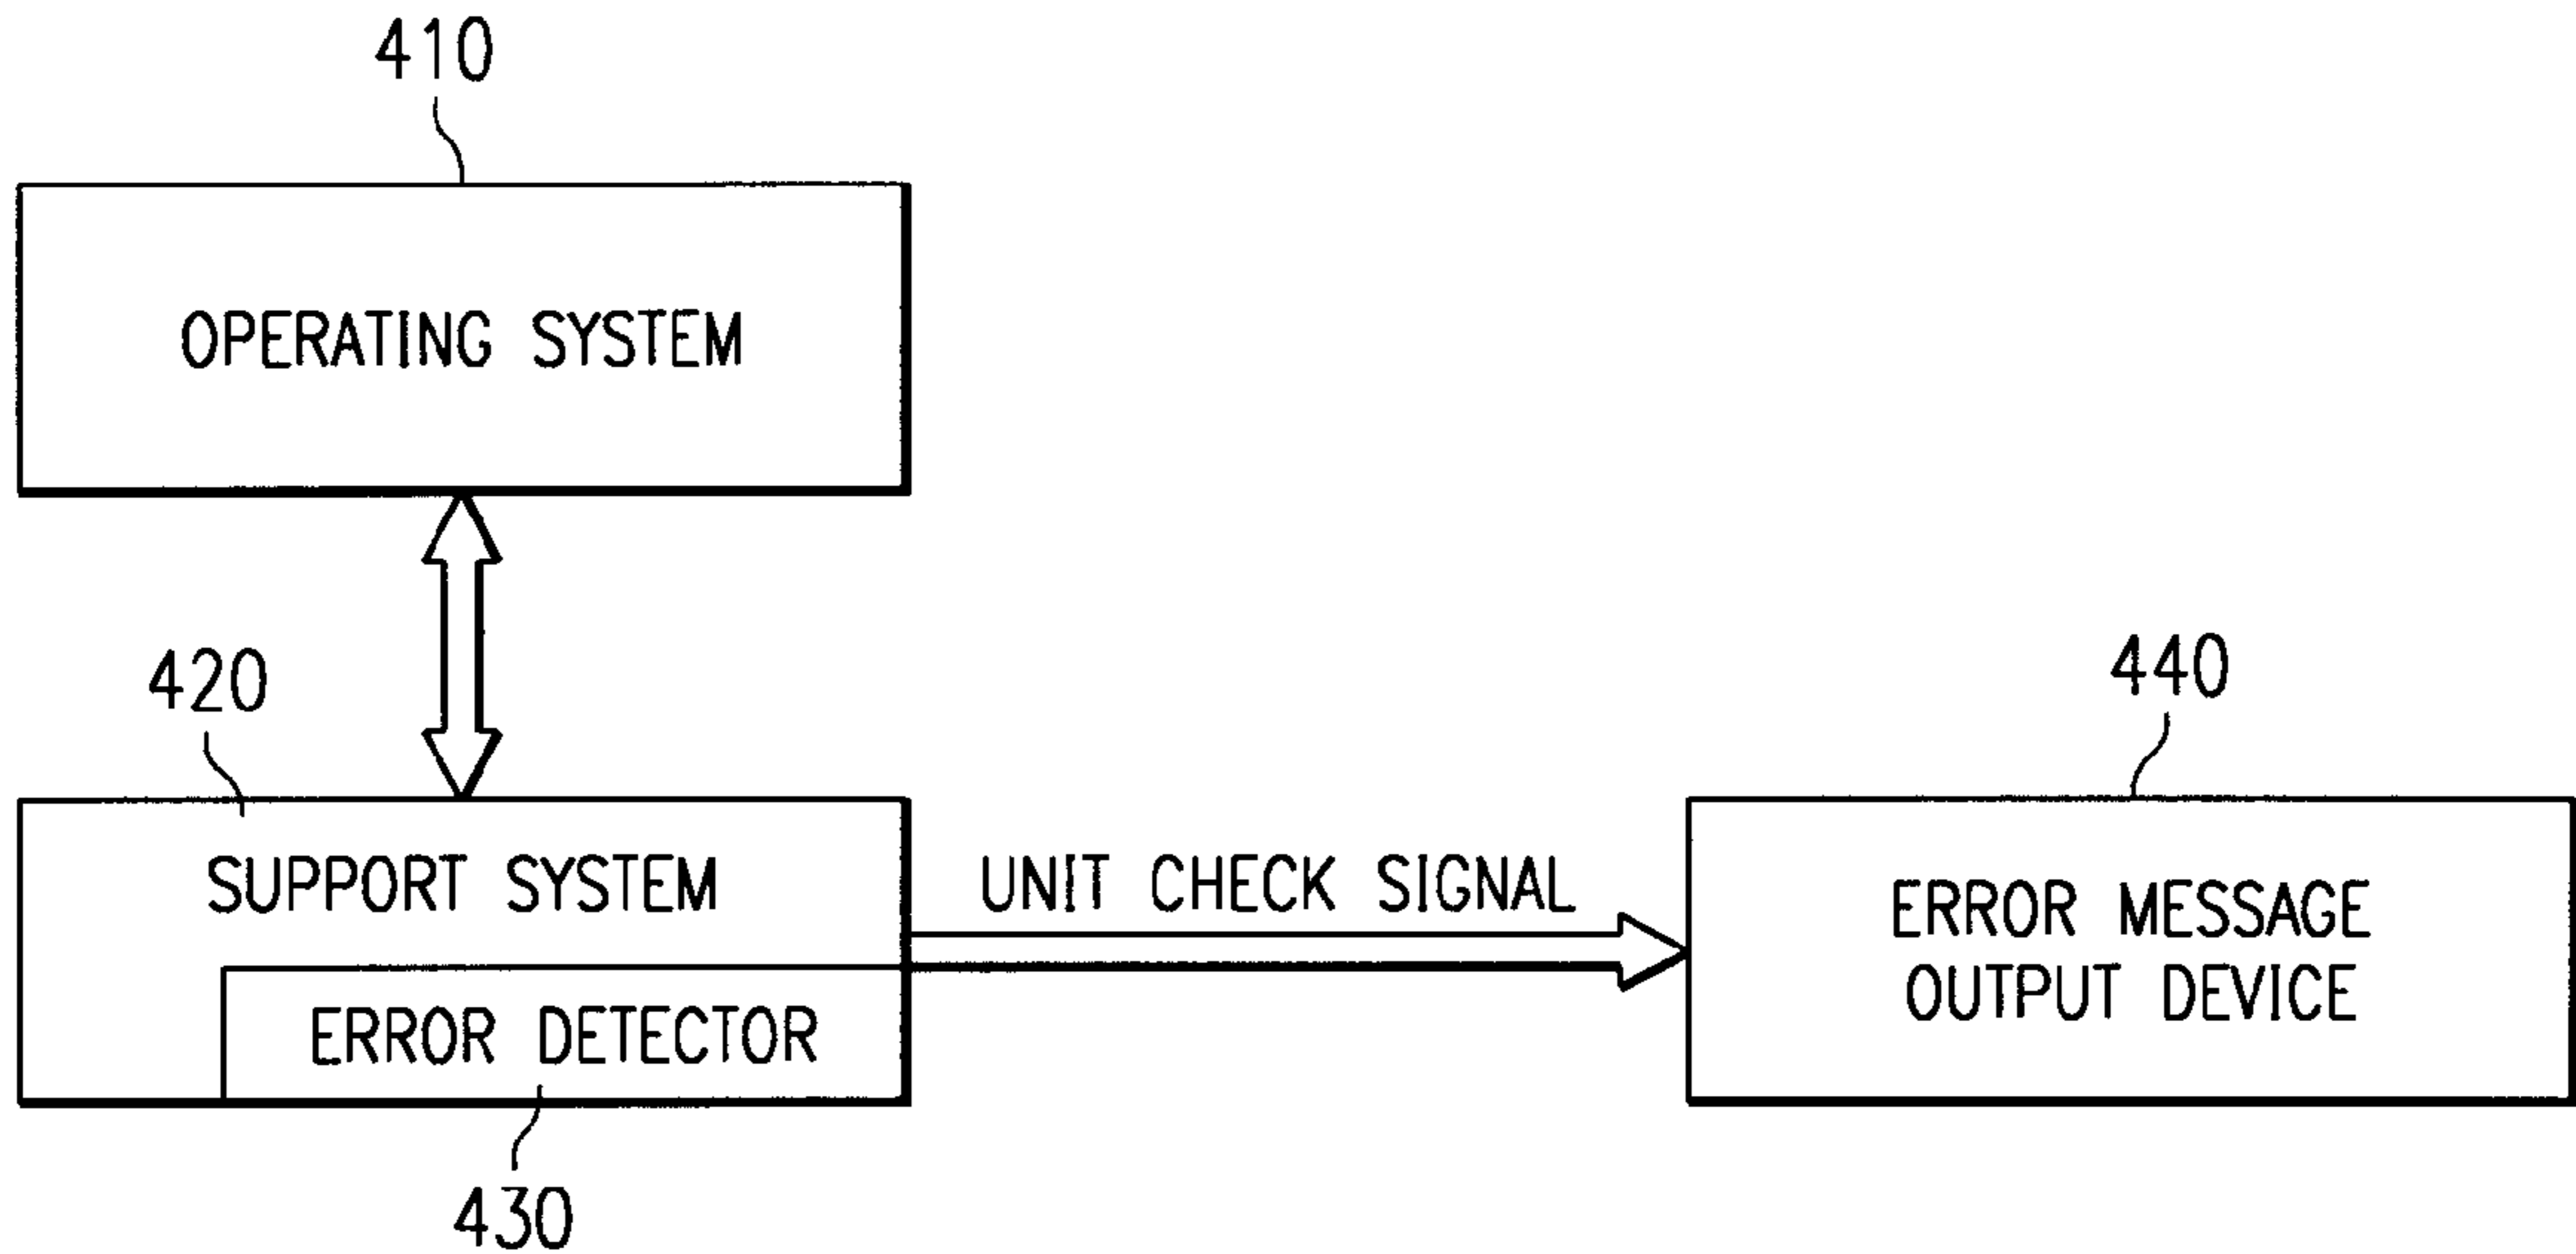 410
OPERATING SYSTEM
420
SUPPORT SYSTEM
ERROR DETECTOR
430
UNIT CHECK SIGNAL
440
ERROR MESSAGE
OUTPUT DEVICE